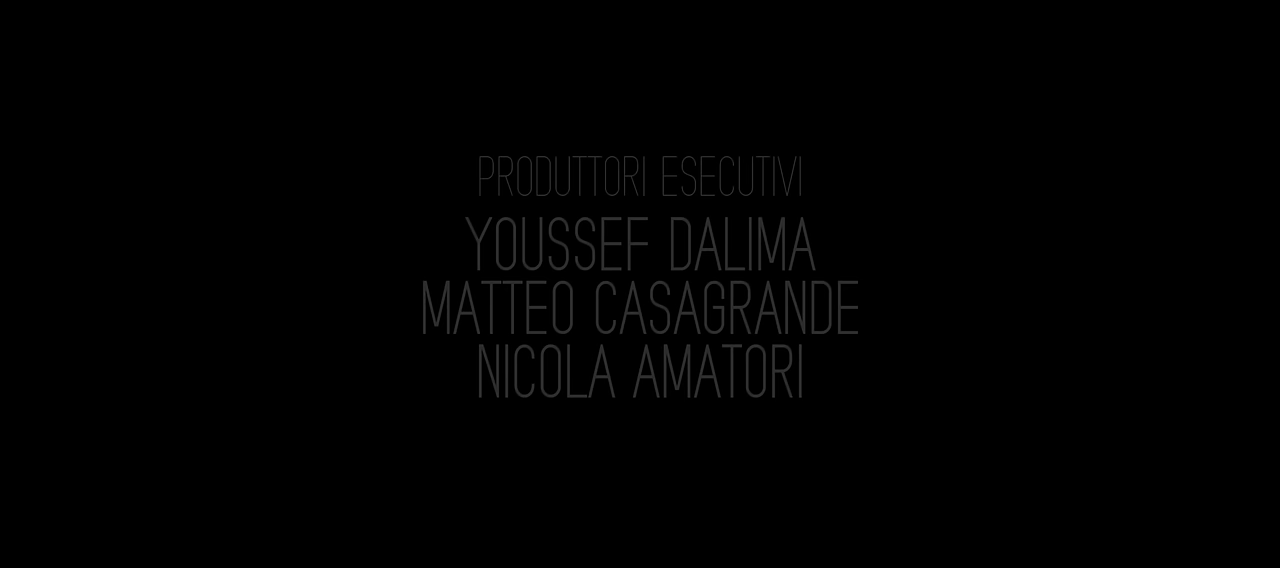 PRODUTTORI ESECUTIVI
YOUSSEF DALIMA
MATTEO CASAGRANDE
NICOLA AMATORI